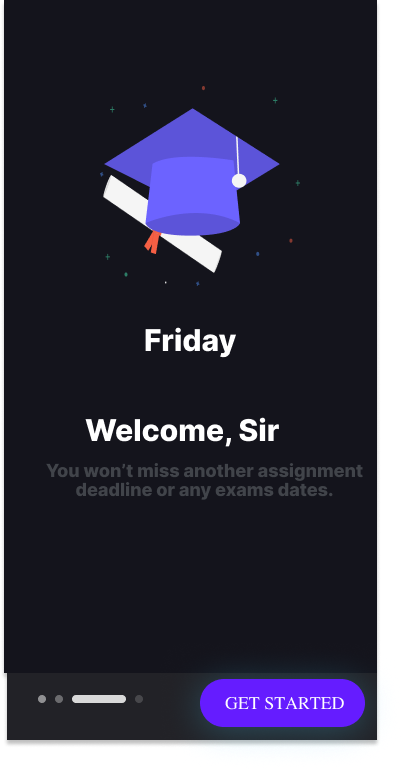 Friday
Welcome, Sir
You won’t miss another assignment
deadline or any exams dates.
GET STARTED